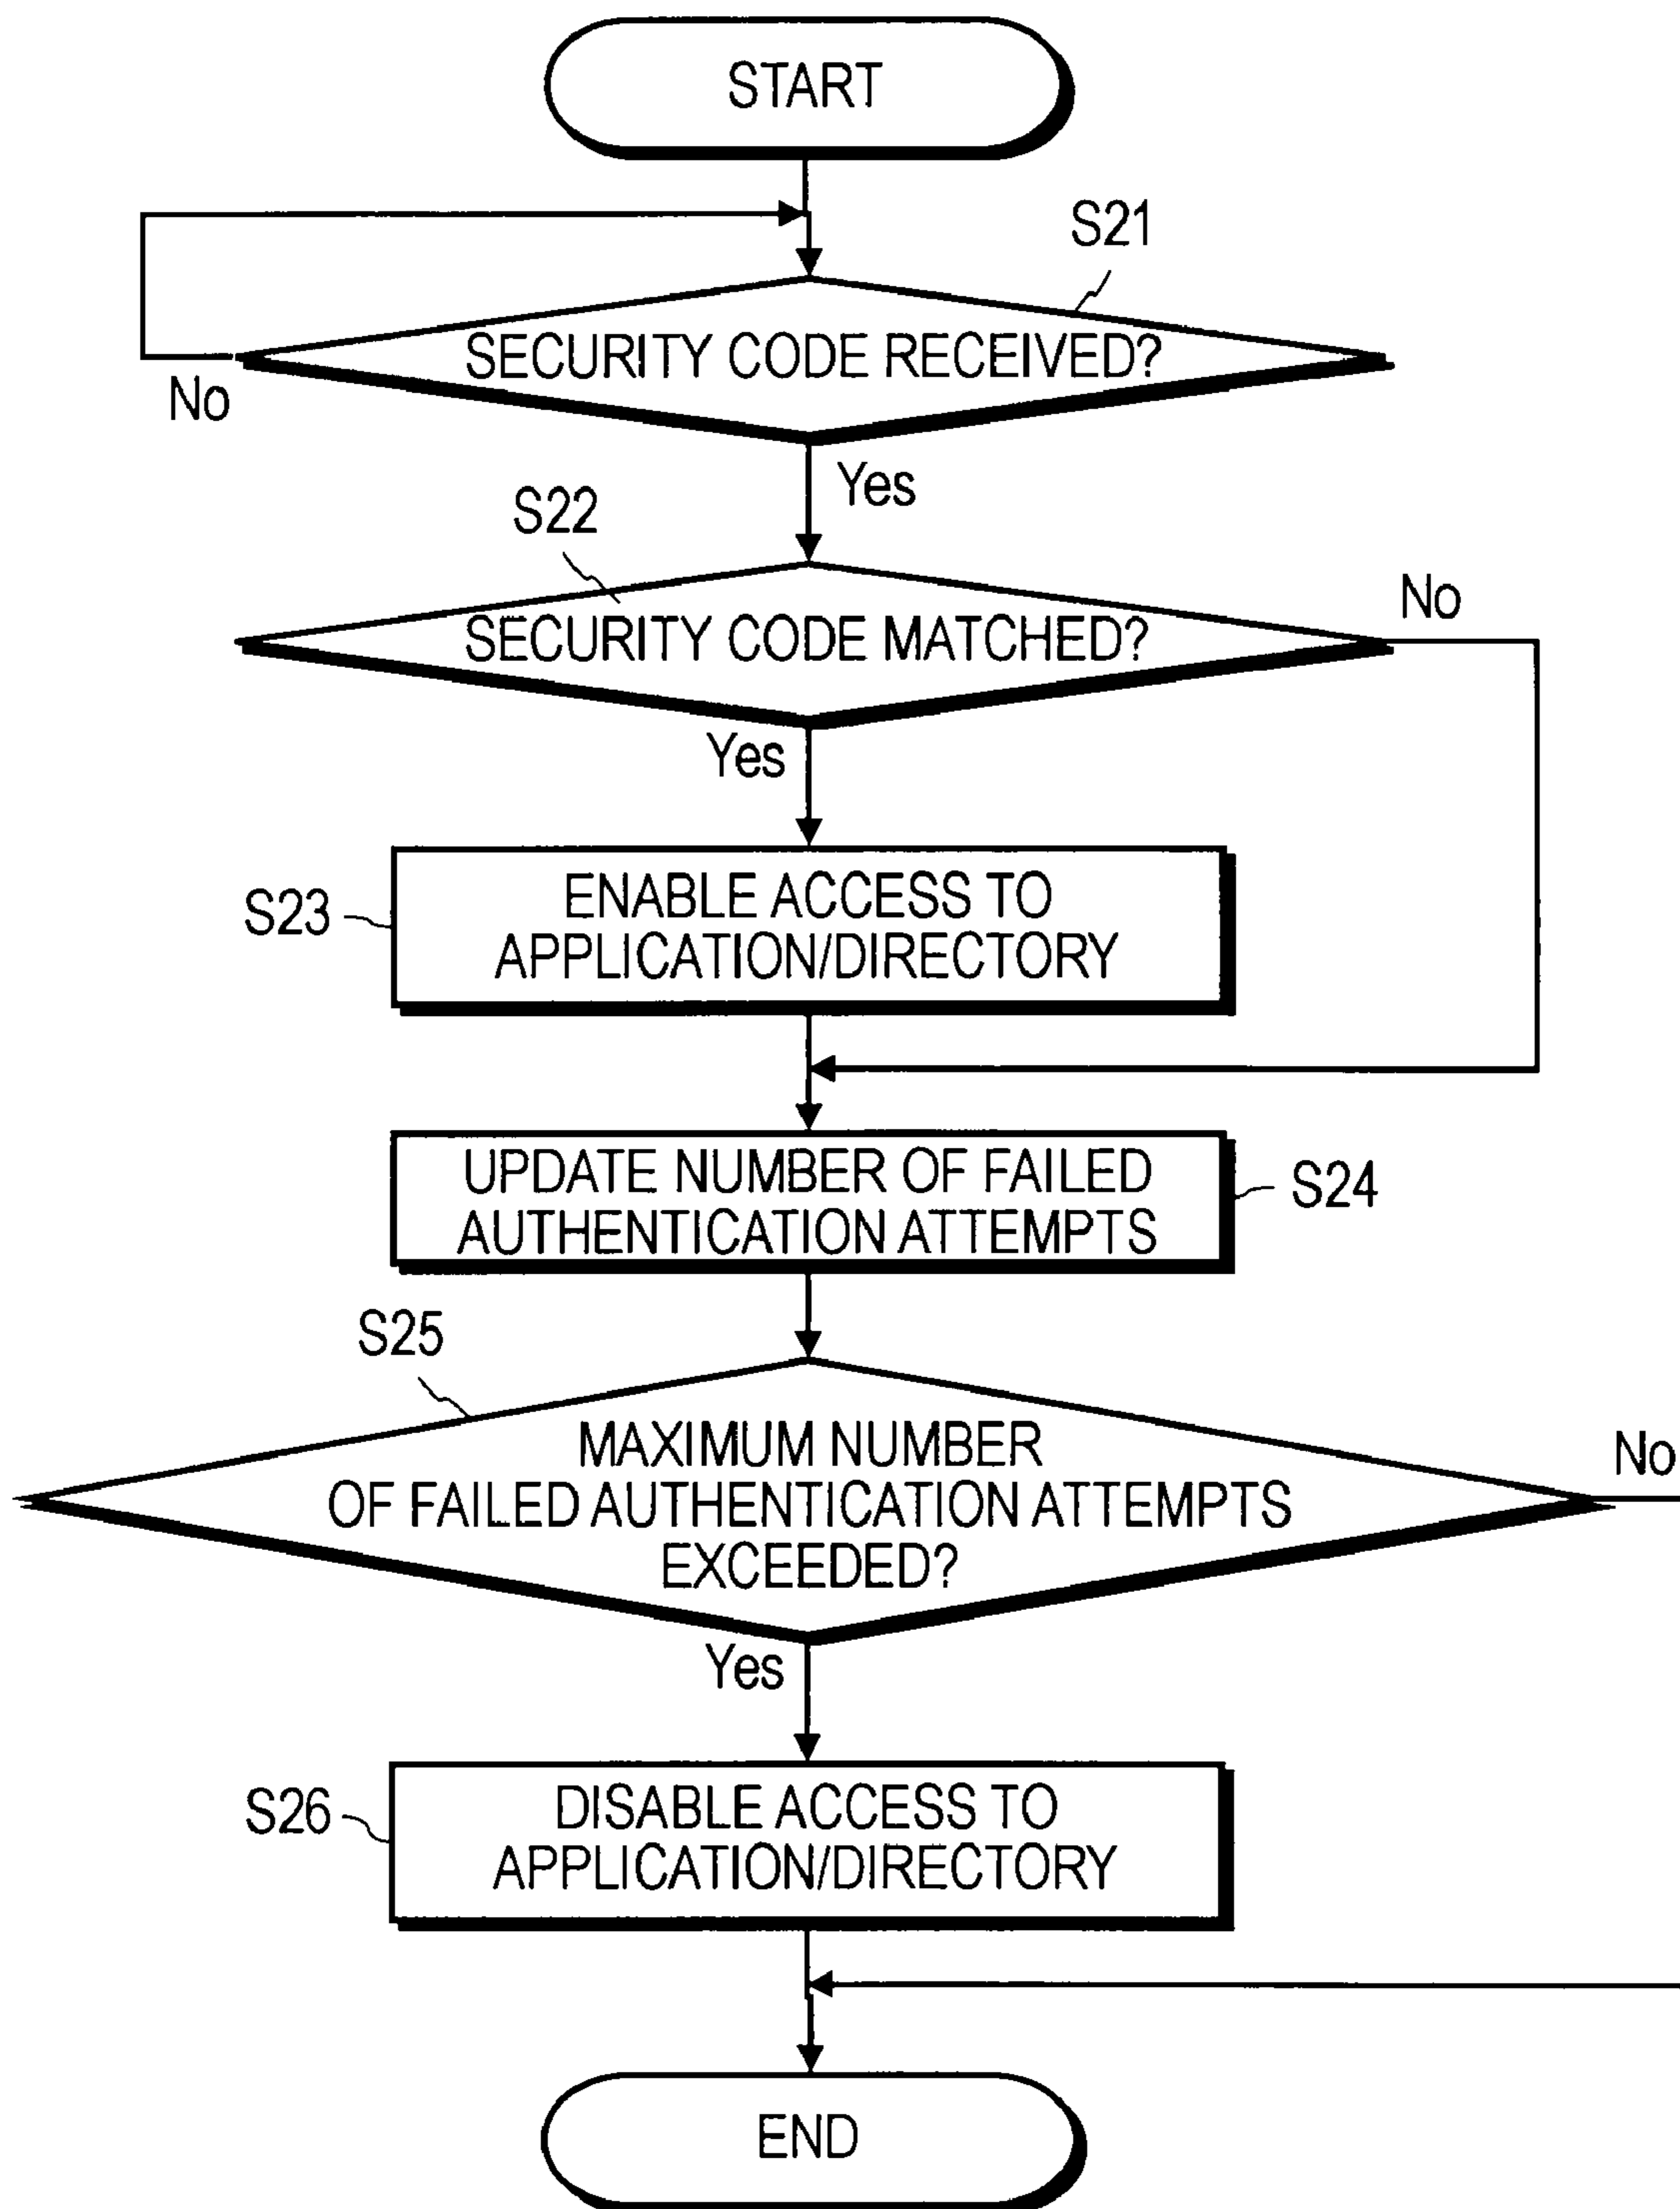 START
S21
SECURITY CODE RECEIVED?
No
Yes
S22
No
SECURITY CODE MATCHED?
Yes
S23
ENABLE ACCESS TO
APPLICATION/DIRECTORY
UPDATE NUMBER OF FAILED
AUTHENTICATION ATTEMPTS
S24
S25
MAXIMUM NUMBER
OF FAILED AUTHENTICATION ATTEMPTS
EXCEEDED?
No
Yes
S26
DISABLE ACCESS TO
APPLICATION/DIRECTORY
END